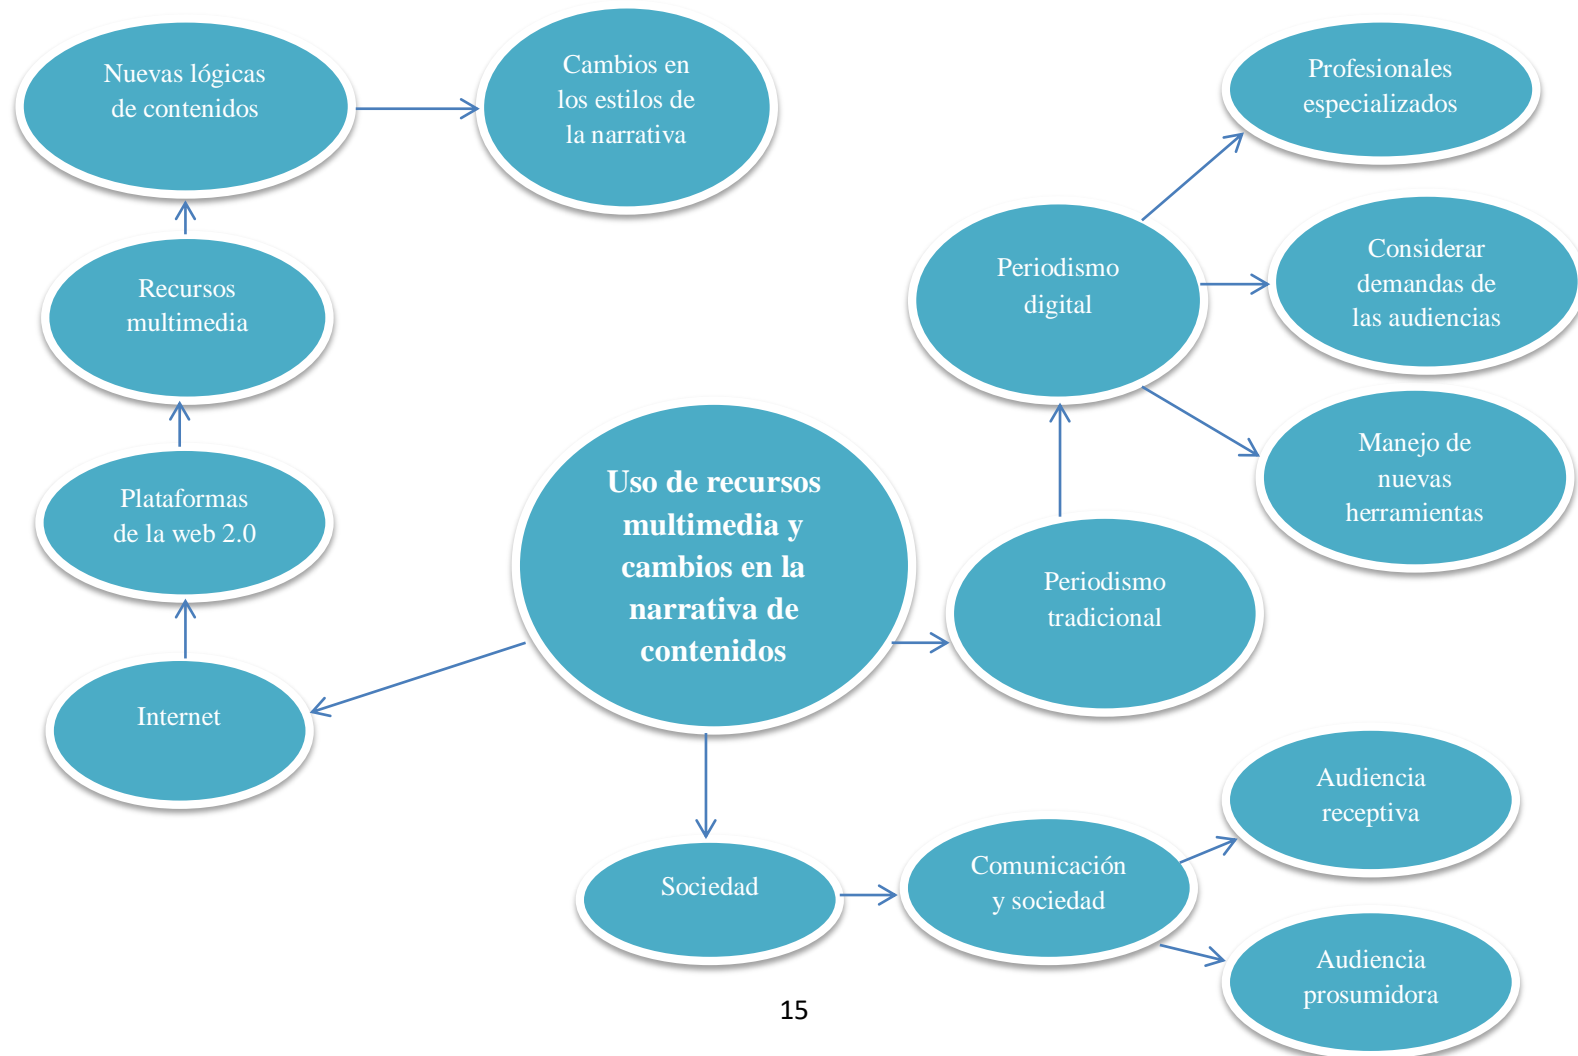 Nuevas lógicas
de contenidos
Cambios en
los estilos de
la narrativa
Profesionales
especializados
Recursos
multimedia
Periodismo
digital
Considerar
demandas de
las audiencias
Plataformas
de la web 2.0
Uso de recursos
multimedia y
cambios en la
narrativa de
contenidos
Manejo de
nuevas
herramientas
Periodismo
tradicional
Internet
Sociedad
Comunicación
y sociedad
Audiencia
receptiva
Audiencia
prosumidora
15